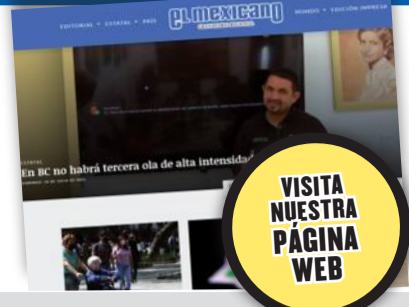 EDITORIAL ESTATAL PAÍS
el mexicano
MUNDO EDICIÓN IMPRESA
ESTATAL
En BC no habrá tercera ola de alta intensidad
VISITA
NUESTRA
PÁGINA
WEB